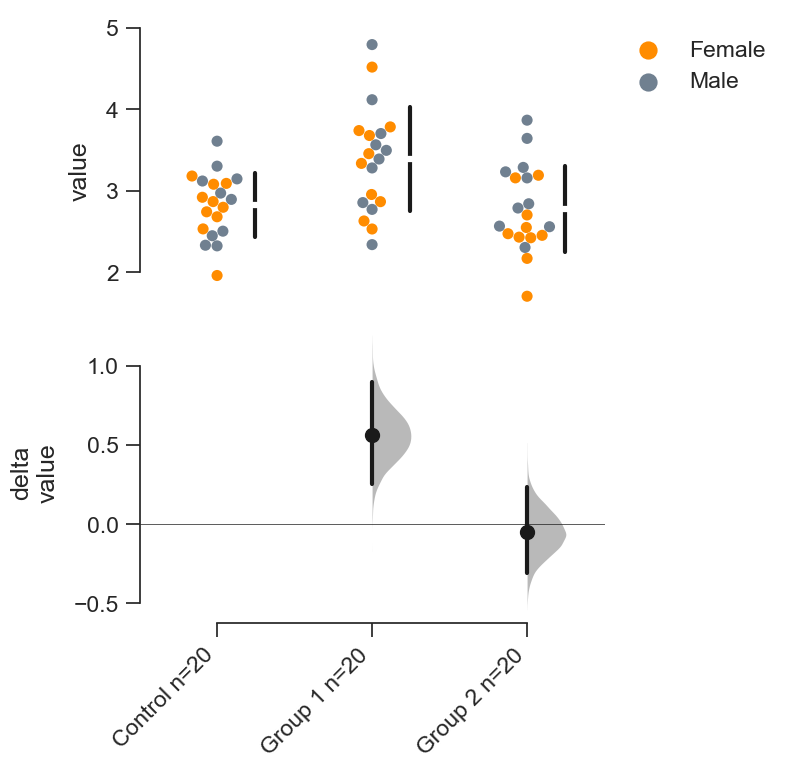 5
4
3
2
value
Female
Male
1.0
0.5
0.0
−0.5
delta
value
Control n=20
Group 1 n=20
Group 2 n=20